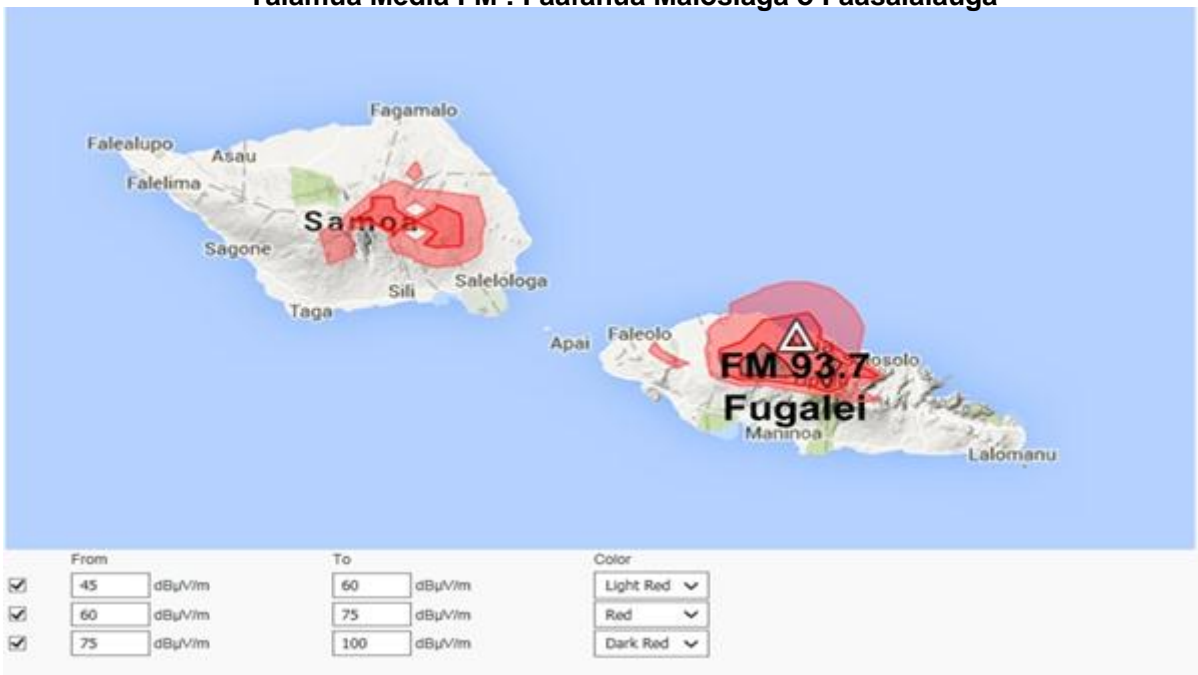 Talamua Media FM : Faafanua Malosiaga o Faasalalauga
Fagamalo
Falealupo
Asau
Falelima
Samoa
Sagone
Salelologa
Sili
Taga
Apai
Faleolo
FM 93.7
osolo
Fugalei
Maninoa
Lalomanu
From To Color
45 dBµV/m 60 dBµV/m Light Red
60 dBµV/m 75 dBµV/m Red
75 dBµV/m 100 dBµV/m Dark Red